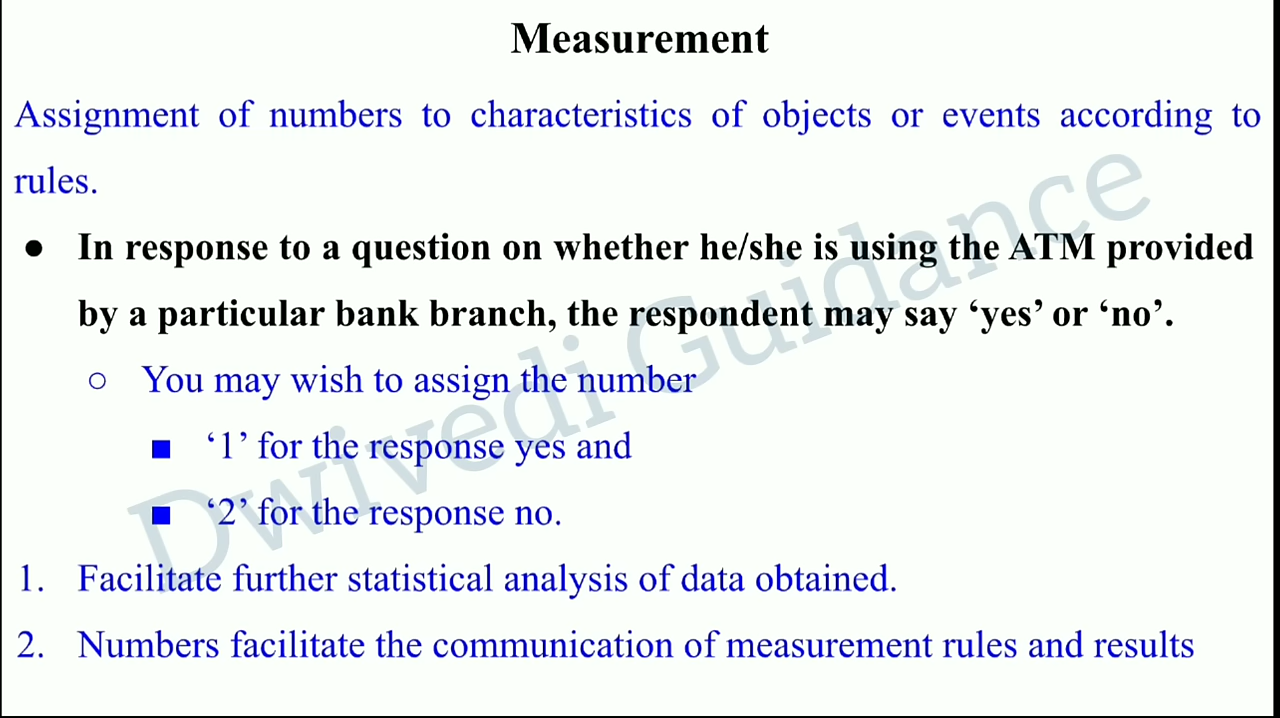 Measurement
Assignment of numbers to characteristics of objects or events according to
rules.
● In response to a question on whether he/she is using the ATM provided
by a particular bank branch, the respondent may say ‘yes’ or ‘no’.
○ You may wish to assign the number
■ ‘1’ for the response yes and
■ ‘2’ for the response no.
1. Facilitate further statistical analysis of data obtained.
2. Numbers facilitate the communication of measurement rules and results
Dwivedi Guidance